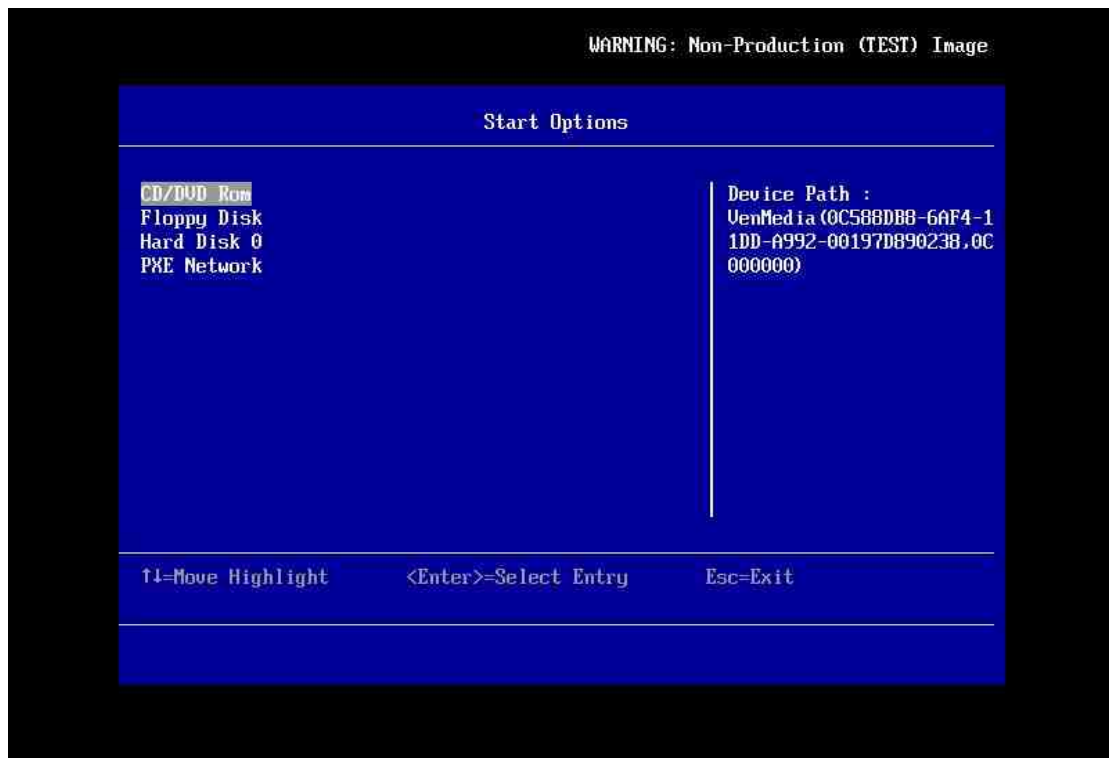 WARNING: Non-Production (TEST) Image
Start Options
CD/DVD Rom
Floppy Disk
Hard Disk 0
PXE Network
Device Path :
VenMedia(0C588DB8-6AF4-1
1DD-A992-00197D890238,0C
000000)
↑↓=Move Highlight <Enter>=Select Entry Esc=Exit